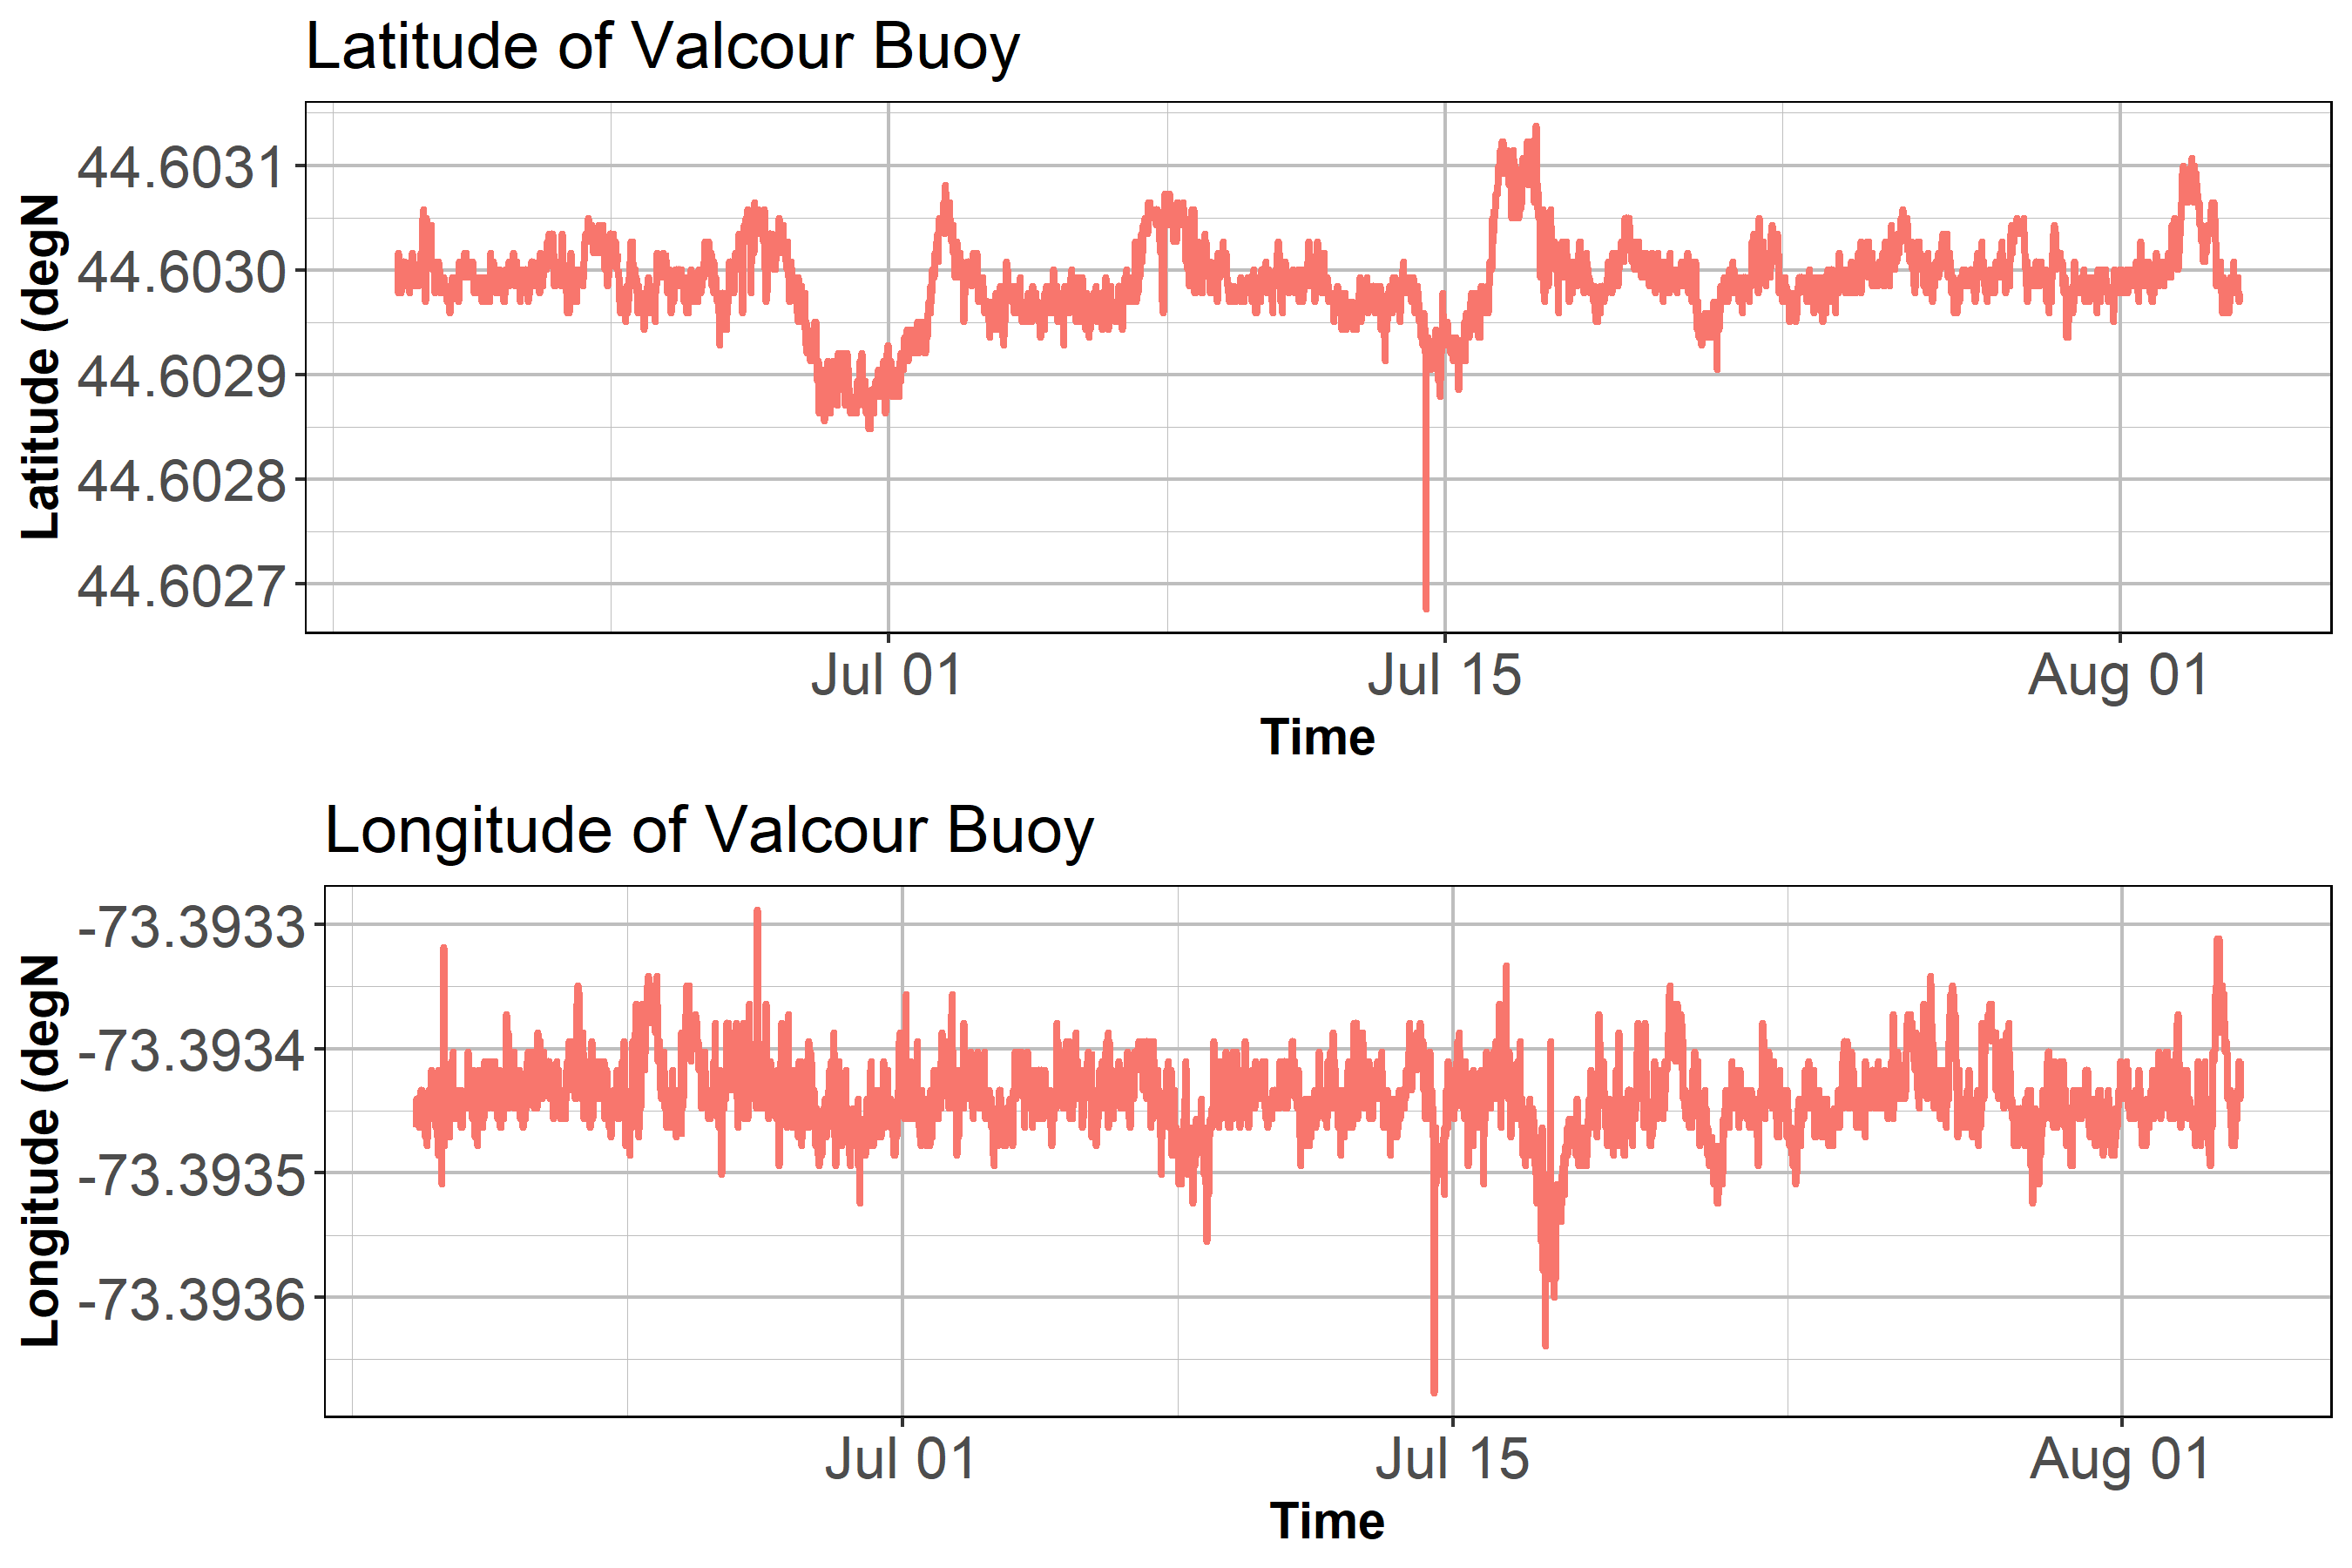 Latitude of Valcour Buoy
Latitude (degN
44.6031
44.6030
44.6029
44.6028
44.6027
Jul 01
Jul 15
Aug 01
Time
Longitude of Valcour Buoy
Longitude (degN
-73.3933
-73.3934
-73.3935
-73.3936
Jul 01
Jul 15
Aug 01
Time